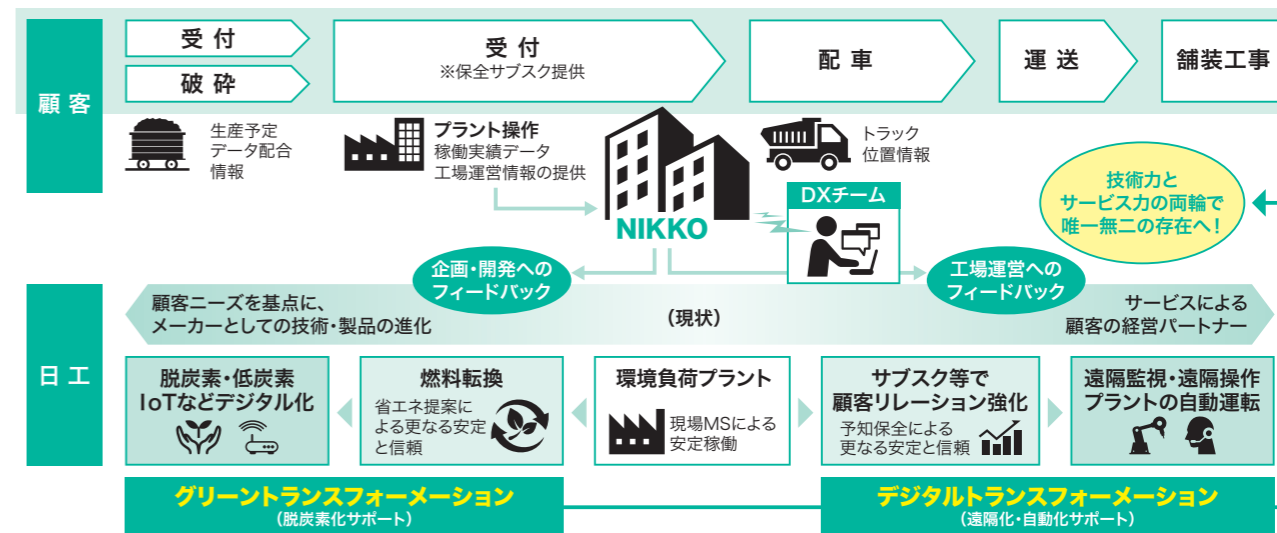 顧客
受付
破砕
受付
※保全サブスク提供
配車
運送
舗装工事
生産予定
データ配合
情報
プラント操作
稼働実績データ
工場運営情報の提供
NIKKO
トラック
位置情報
DXチーム
技術力と
サービス力の両輪で
唯一無二の存在へ！
企画・開発への
フィードバック
工場運営への
フィードバック
日工
顧客ニーズを基点に、
メーカーとしての技術・製品の進化
（現状）
サービスによる
顧客の経営パートナー
脱炭素・低炭素
IoTなどデジタル化
燃料転換
省エネ提案に
よる更なる安定
と信頼
環境負荷プラント
現場MSによる
安定稼働
サブスク等で
顧客リレーション強化
予知保全による
更なる安定と信頼
遠隔監視・遠隔操作
プラントの自動運転
グリーントランスフォーメーション
（脱炭素化サポート）
デジタルトランスフォーメーション
（遠隔化・自動化サポート）